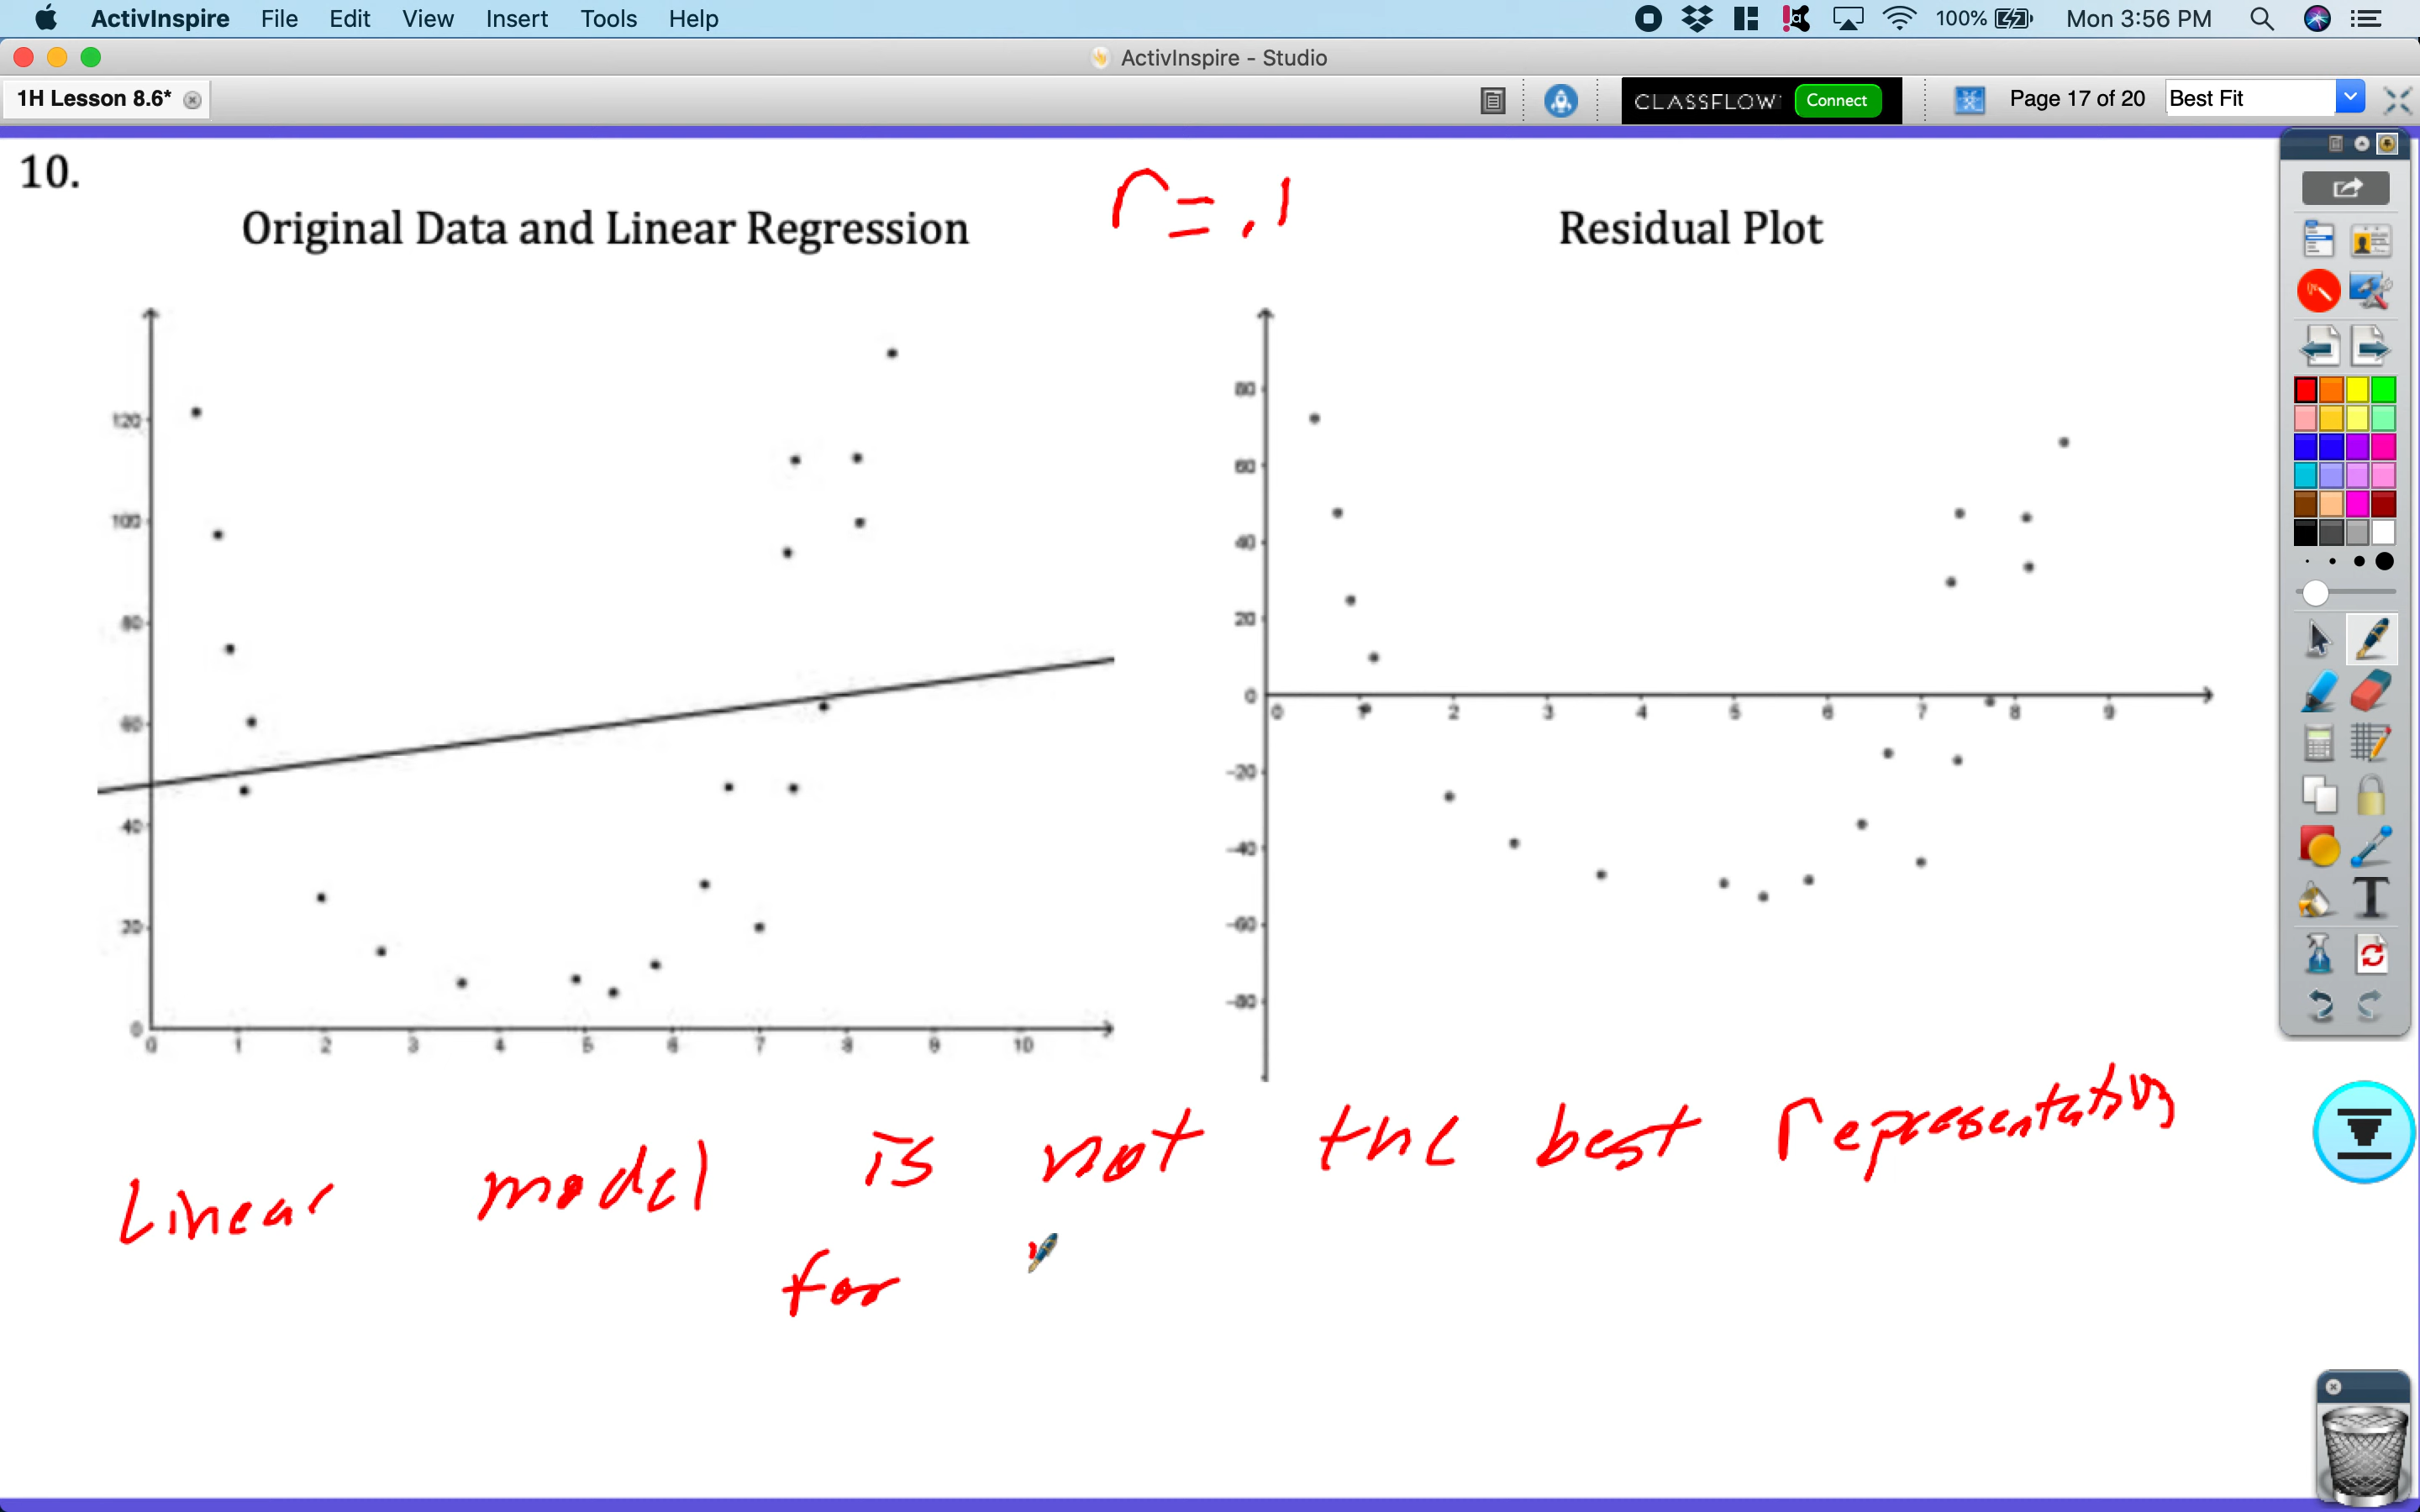 ActivInspire File Edit View Insert Tools Help 100% Mon 3:56 PM
ActivInspire - Studio
1H Lesson 8.6* CLASSFLOW Connect Page 17 of 20 Best Fit
10.
r=.1
Original Data and Linear Regression
Residual Plot
120
100
80
60
40
20
0
0 1 2 3 4 5 6 7 8 9 10
80
60
40
20
0
-20
-40
-60
-80
0 1 2 3 4 5 6 7 8 9
Linear model is not the best representation
for
T